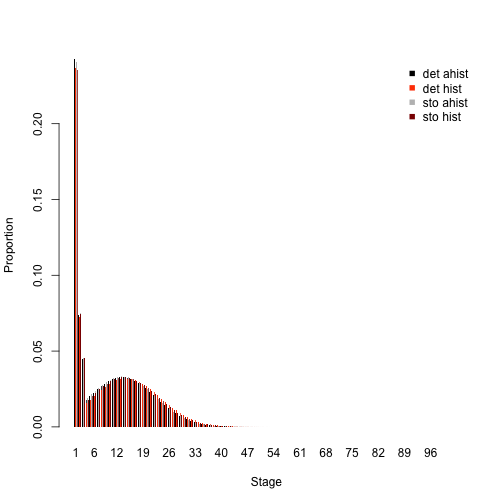 det ahist
det hist
sto ahist
sto hist
Proportion
0.20
0.15
0.10
0.05
0.00
1 6 12 19 26 33 40 47 54 61 68 75 82 89 96
Stage